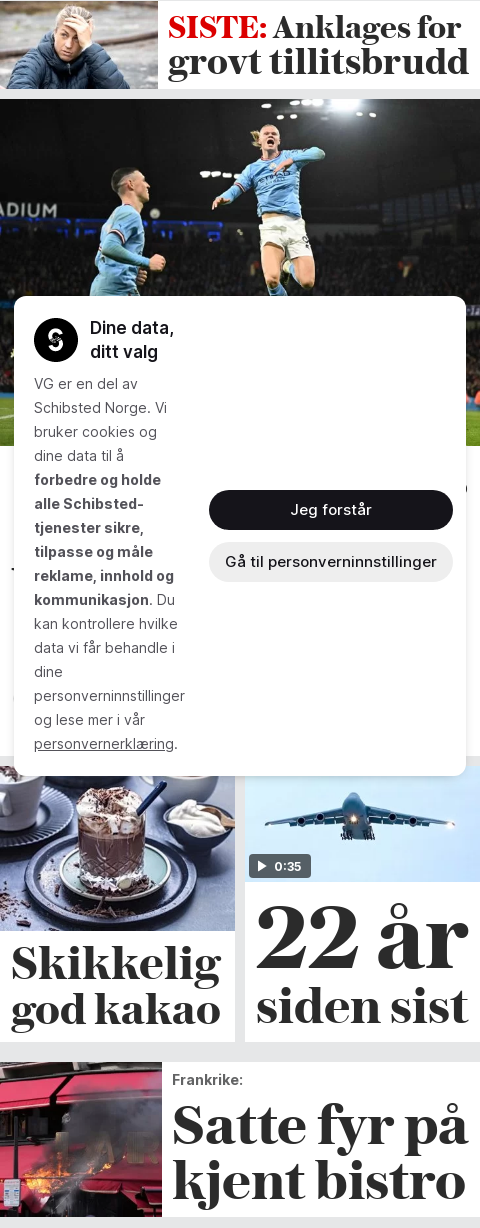 SISTE: Anklages for
grovt tillitsbrudd
ADIUM
ETIHAD
Dine data,
ditt valg
VG er en del av
Schibsted Norge. Vi
bruker cookies og
dine data til å
forbedre og holde
alle Schibsted-
tjenester sikre,
tilpasse og måle
reklame, innhold og
kommunikasjon. Du
kan kontrollere hvilke
data vi får behandle i
dine
personverninnstillinger
og lese mer i vår
personvernerklæring.
Jeg forstår
Gå til personverninnstillinger
0:35
Skikkelig
god kakao
22 år
siden sist
Frankrike:
Satte fyr på
kjent bistro